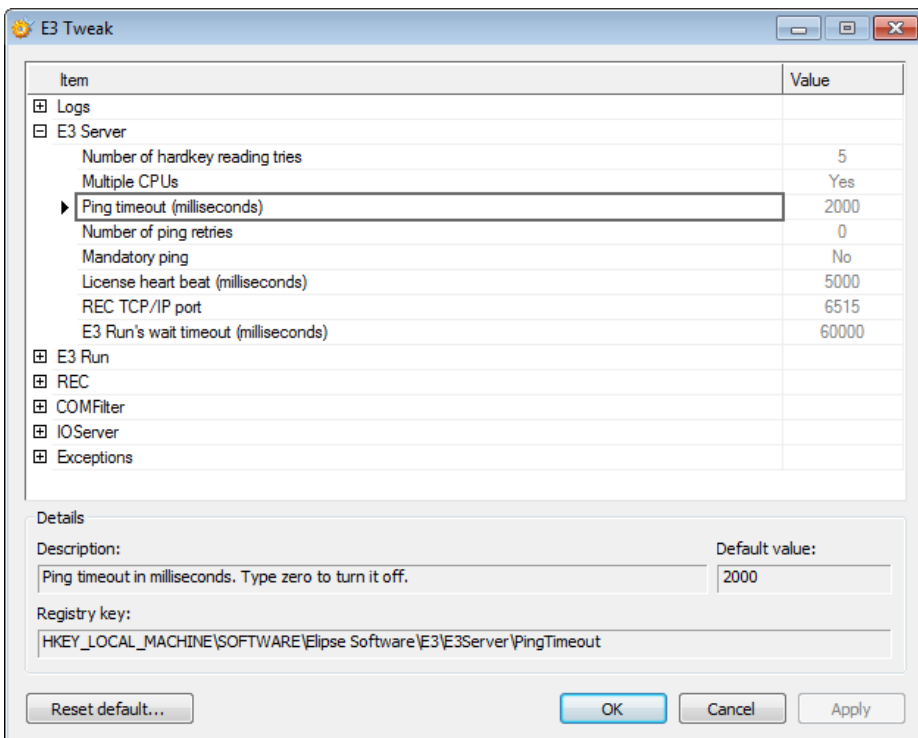 E3 Tweak
Item Value
Logs
E3 Server
Number of hardkey reading tries 5
Multiple CPUs Yes
Ping timeout (milliseconds) 2000
Number of ping retries 0
Mandatory ping No
License heart beat (milliseconds) 5000
REC TCP/IP port 6515
E3 Run's wait timeout (milliseconds) 60000
E3 Run
REC
COMFilter
IOServer
Exceptions
Details
Description: Default value:
Ping timeout in milliseconds. Type zero to turn it off. 2000
Registry key:
HKEY_LOCAL_MACHINE\SOFTWARE\Elipse Software\E3\E3Server\PingTimeout
Reset default... OK Cancel Apply